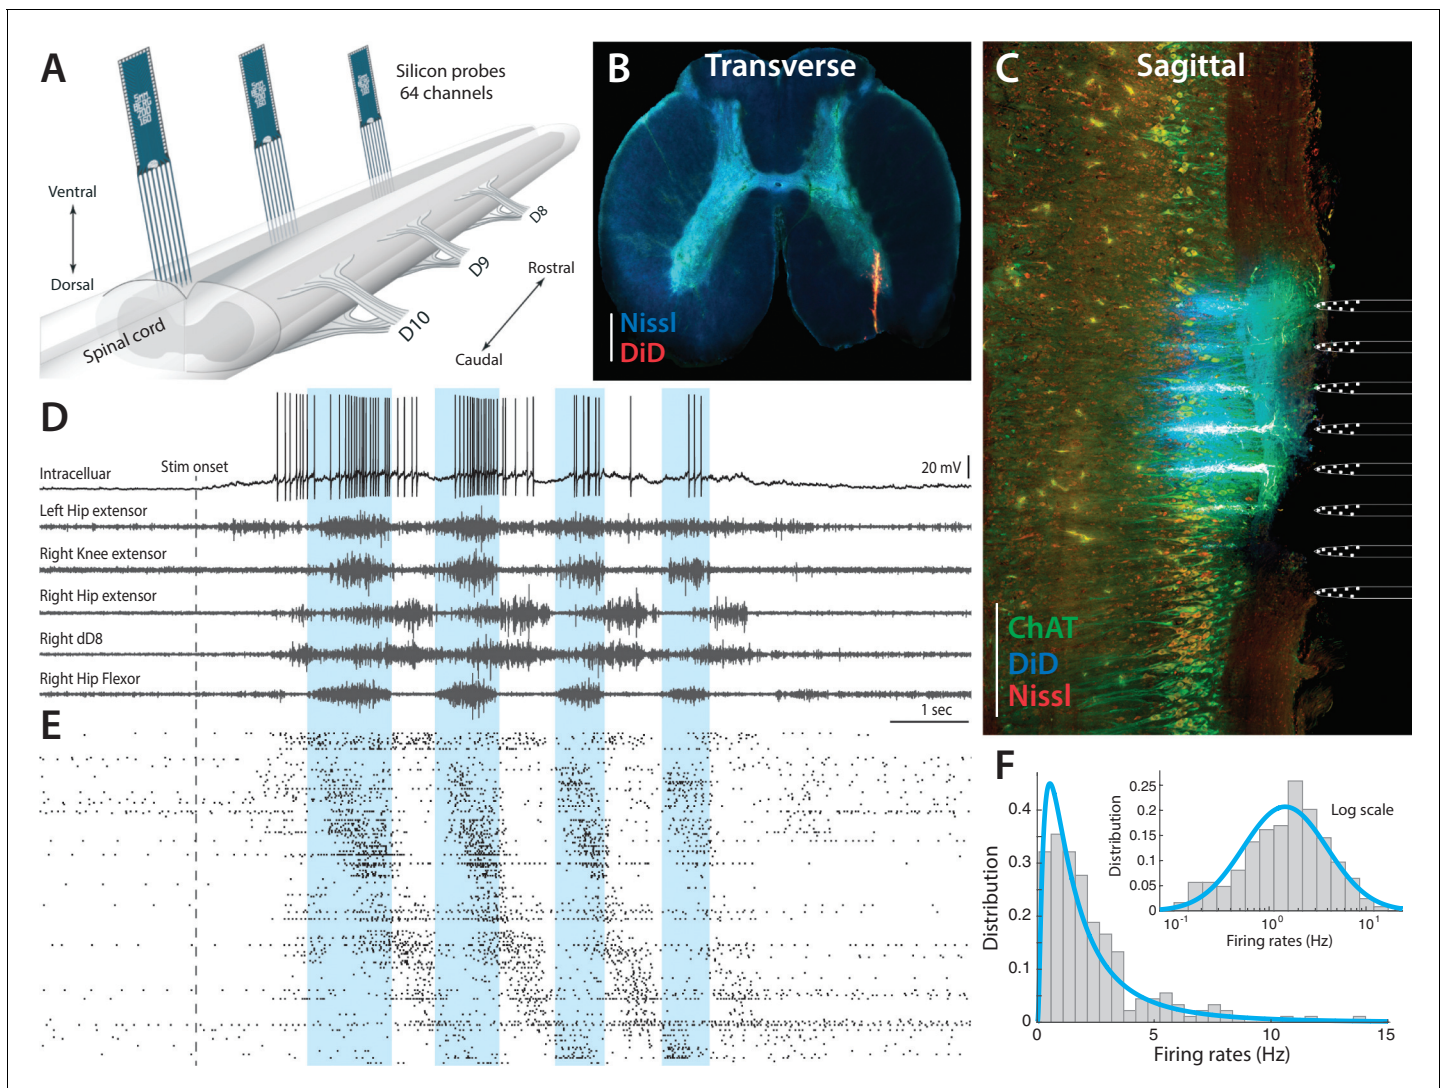 A
Silicon probes
64 channels
Ventral
Dorsal
Rostral
Caudal
D8
D9
D10
Spinal cord
B
Transverse
Nissl
DiD
C
Sagittal
ChAT
DiD
Nissl
D
Intracelluar
Stim onset
20 mV
Left Hip extensor
Right Knee extensor
Right Hip extensor
Right dD8
Right Hip Flexor
1 sec
E
F
Distribution
0.4
0.3
0.2
0.1
0
0
5
10
15
Firing rates (Hz)
Distribution
0.25
0.2
0.15
0.1
0.05
0
Log scale
10⁻¹
10⁰
10¹
Firing rates (Hz)